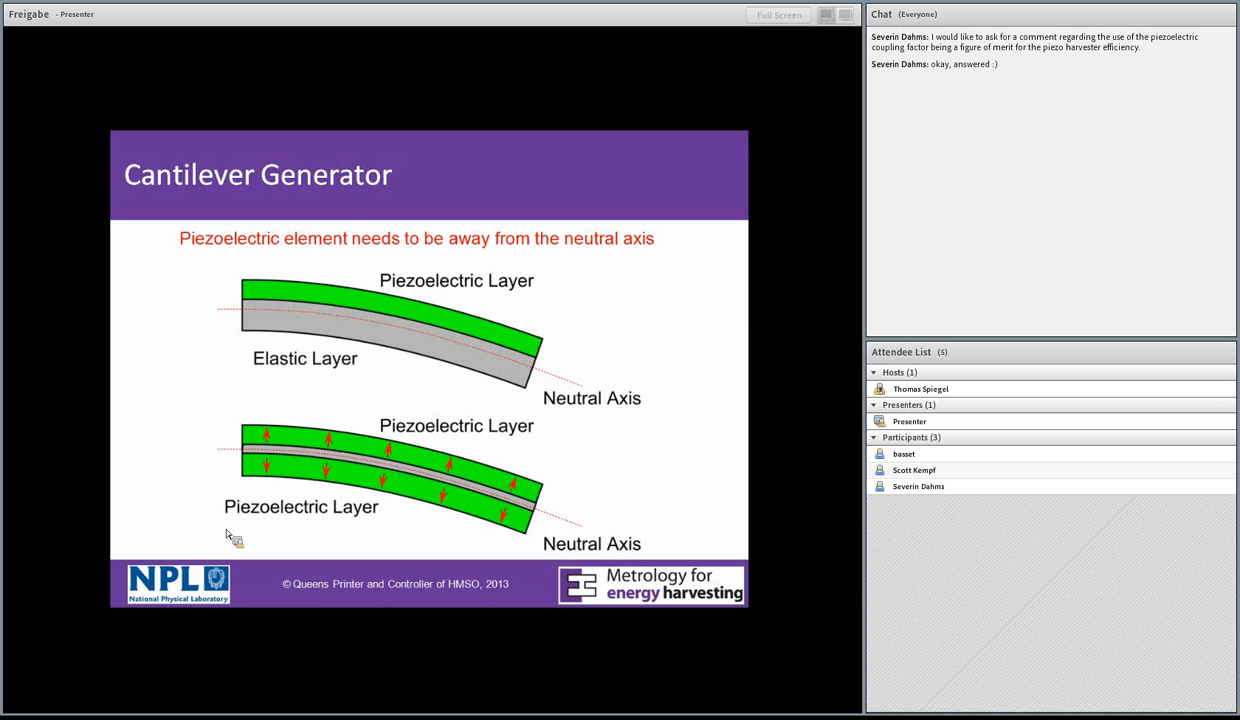 Freigabe - Presenter
Full Screen
Cantilever Generator
Piezoelectric element needs to be away from the neutral axis
Piezoelectric Layer
Elastic Layer
Neutral Axis
Piezoelectric Layer
Piezoelectric Layer
Neutral Axis
NPL
National Physical Laboratory
© Queens Printer and Controller of HMSO, 2013
Metrology for
energy harvesting
Chat (Everyone)
Severin Dahms: I would like to ask for a comment regarding the use of the piezoelectric
coupling factor being a figure of merit for the piezo harvester efficiency.
Severin Dahms: okay, answered :)
Attendee List (5)
Hosts (1)
Thomas Spiegel
Presenters (1)
Presenter
Participants (3)
basset
Scott Kempf
Severin Dahms